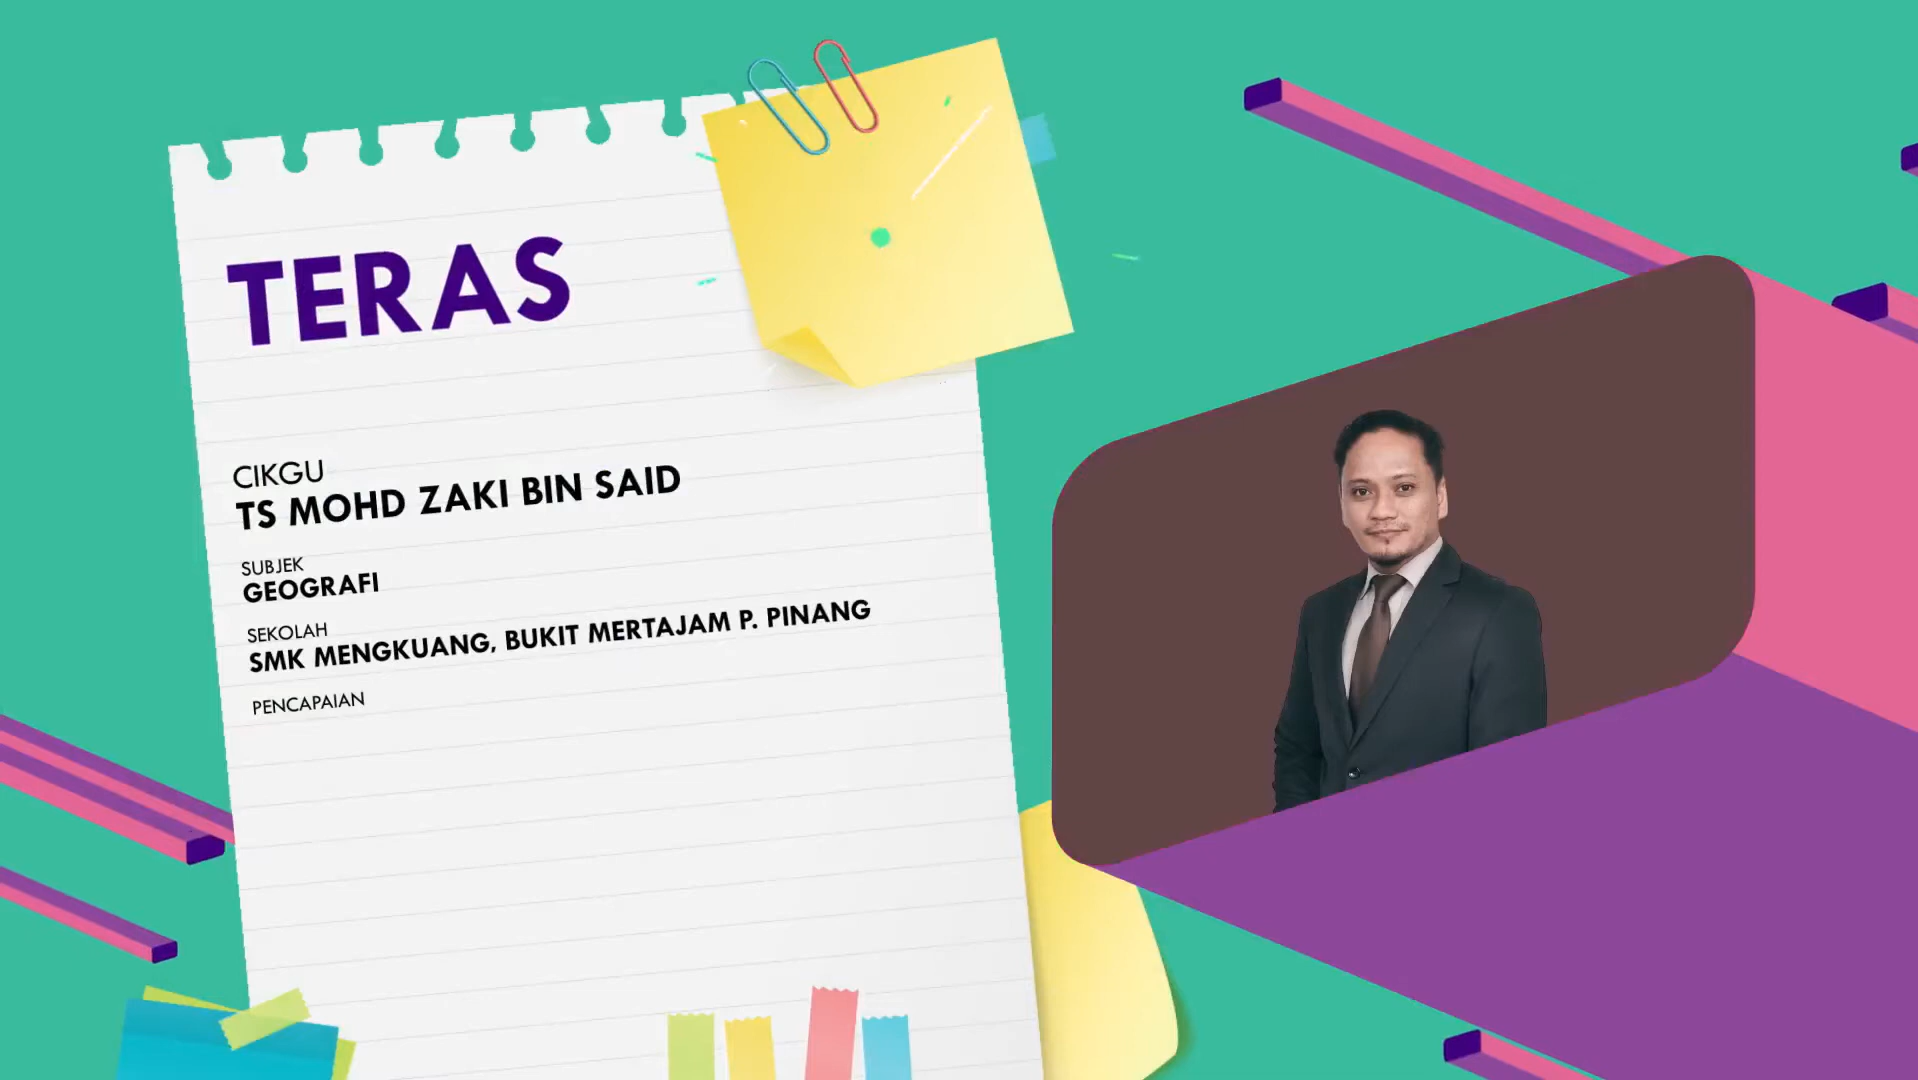 TERAS
CIKGU
TS MOHD ZAKI BIN SAID
SUBJEK
GEOGRAFI
SEKOLAH
SMK MENGKUANG, BUKIT MERTAJAM P. PINANG
PENCAPAIAN